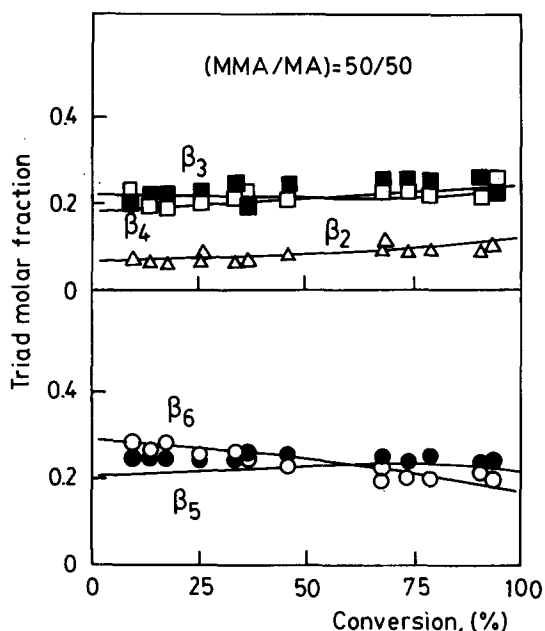 (MMA/MA)=50/50
0.4
β3
0.2
β4
β2
0
Triad molar fraction
0.4
β6
0.2
β5
0
0 25 50 75 100
Conversion, (%)